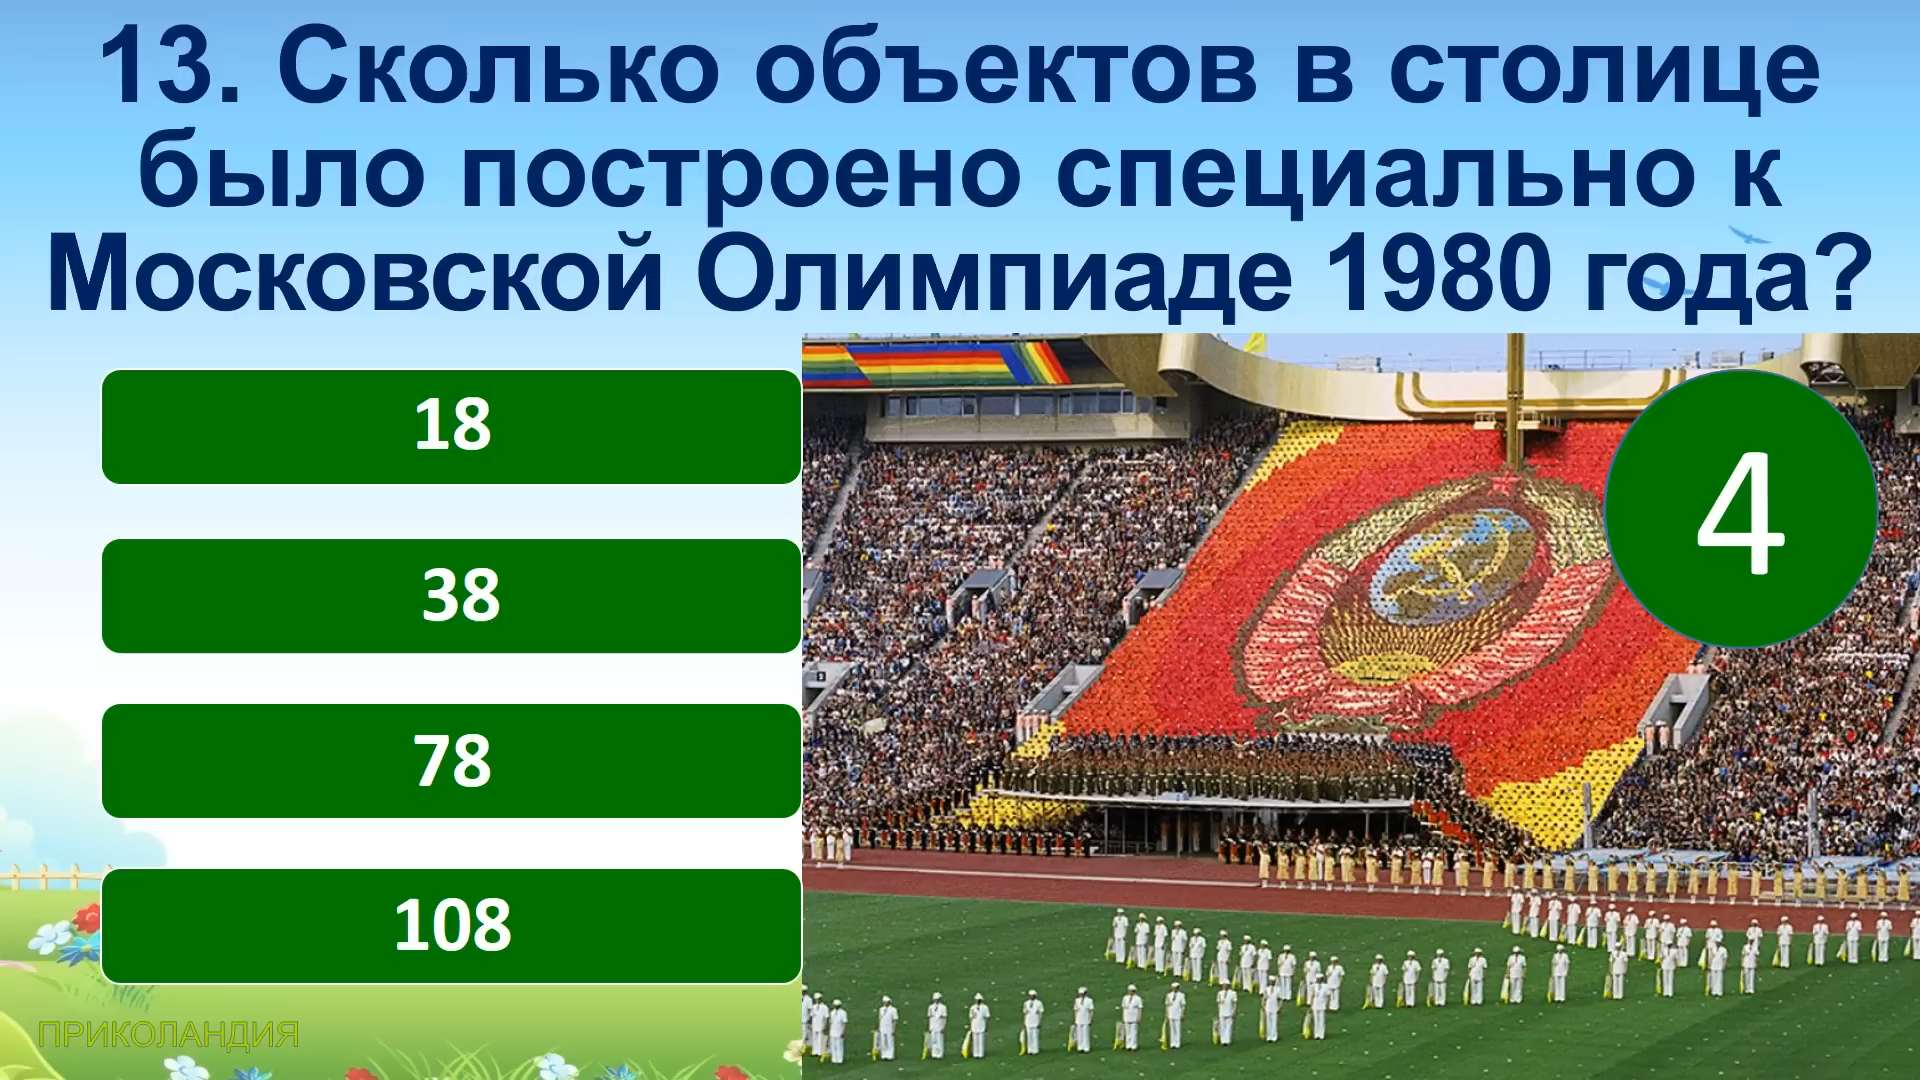 13. Сколько объектов в столице
было построено специально к
Московской Олимпиаде 1980 года?
18
38
78
108
4
ПРИКОЛАНДИЯ